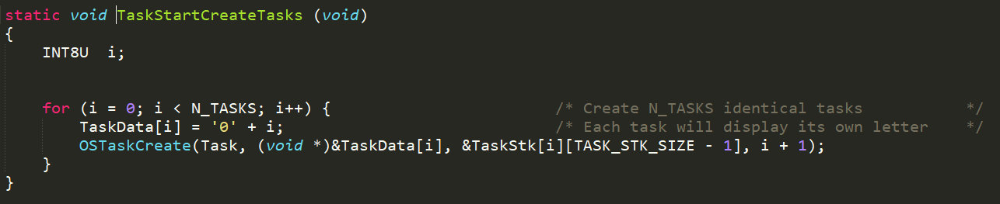 static void TaskStartCreateTasks (void)
{
    INT8U  i;


    for (i = 0; i < N_TASKS; i++) {                        /* Create N_TASKS identical tasks           */
        TaskData[i] = '0' + i;                             /* Each task will display its own letter    */
        OSTaskCreate(Task, (void *)&TaskData[i], &TaskStk[i][TASK_STK_SIZE - 1], i + 1);
    }
}